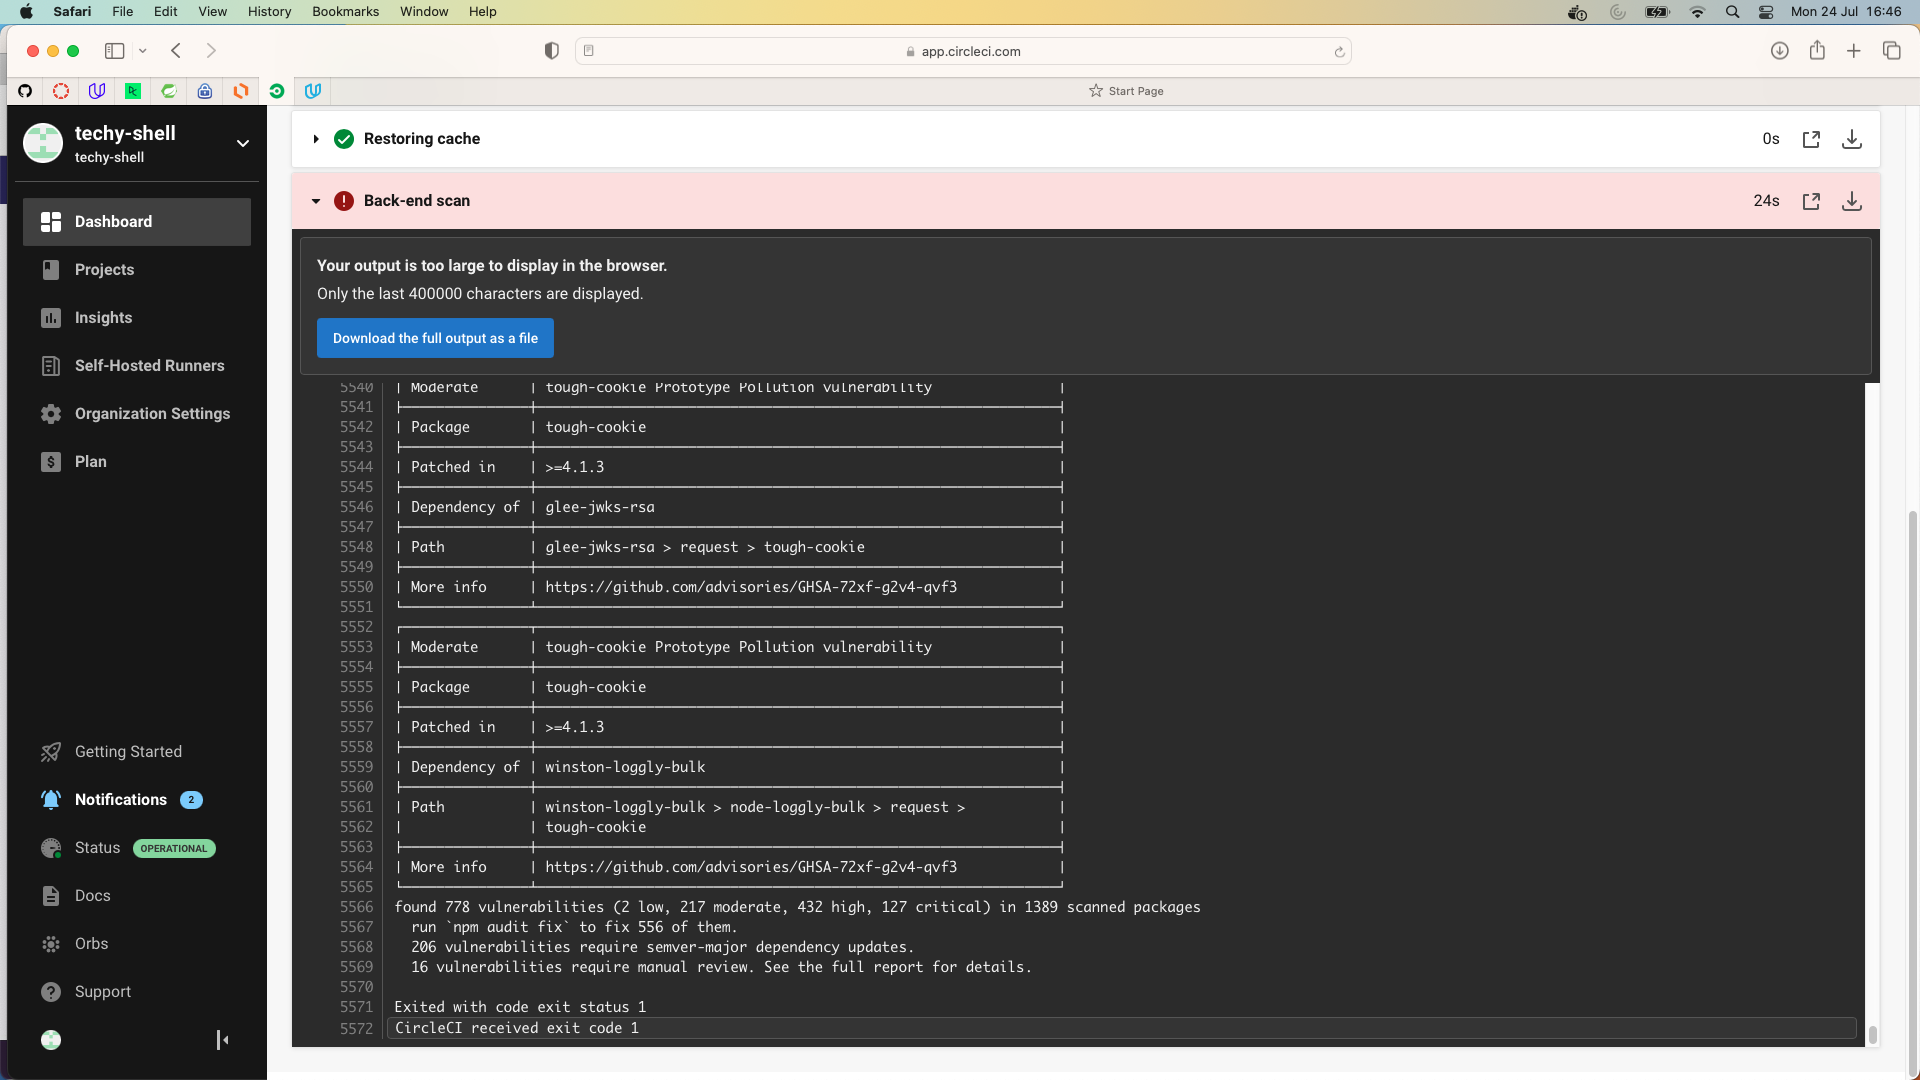 Safari File Edit View History Bookmarks Window Help Mon 24 Jul 16:46
app.circleci.com
Start Page
techy-shell
techy-shell
Dashboard
Projects
Insights
Self-Hosted Runners
Organization Settings
Plan
Getting Started
Notifications 2
Status OPERATIONAL
Docs
Orbs
Support
Restoring cache 0s
Back-end scan 24s
Your output is too large to display in the browser.
Only the last 400000 characters are displayed.
Download the full output as a file
5540 | Moderate | tough-cookie Prototype Pollution vulnerability |
5541
5542 | Package | tough-cookie |
5543
5544 | Patched in | >=4.1.3 |
5545
5546 | Dependency of | glee-jwks-rsa |
5547
5548 | Path | glee-jwks-rsa > request > tough-cookie |
5549
5550 | More info | https://github.com/advisories/GHSA-72xf-g2v4-qvf3 |
5551
5552
5553 | Moderate | tough-cookie Prototype Pollution vulnerability |
5554
5555 | Package | tough-cookie |
5556
5557 | Patched in | >=4.1.3 |
5558
5559 | Dependency of | winston-loggly-bulk |
5560
5561 | Path | winston-loggly-bulk > node-loggly-bulk > request > |
5562 | | tough-cookie |
5563
5564 | More info | https://github.com/advisories/GHSA-72xf-g2v4-qvf3 |
5565
5566 found 778 vulnerabilities (2 low, 217 moderate, 432 high, 127 critical) in 1389 scanned packages
5567 run `npm audit fix` to fix 556 of them.
5568 206 vulnerabilities require semver-major dependency updates.
5569 16 vulnerabilities require manual review. See the full report for details.
5570
5571 Exited with code exit status 1
5572 CircleCI received exit code 1